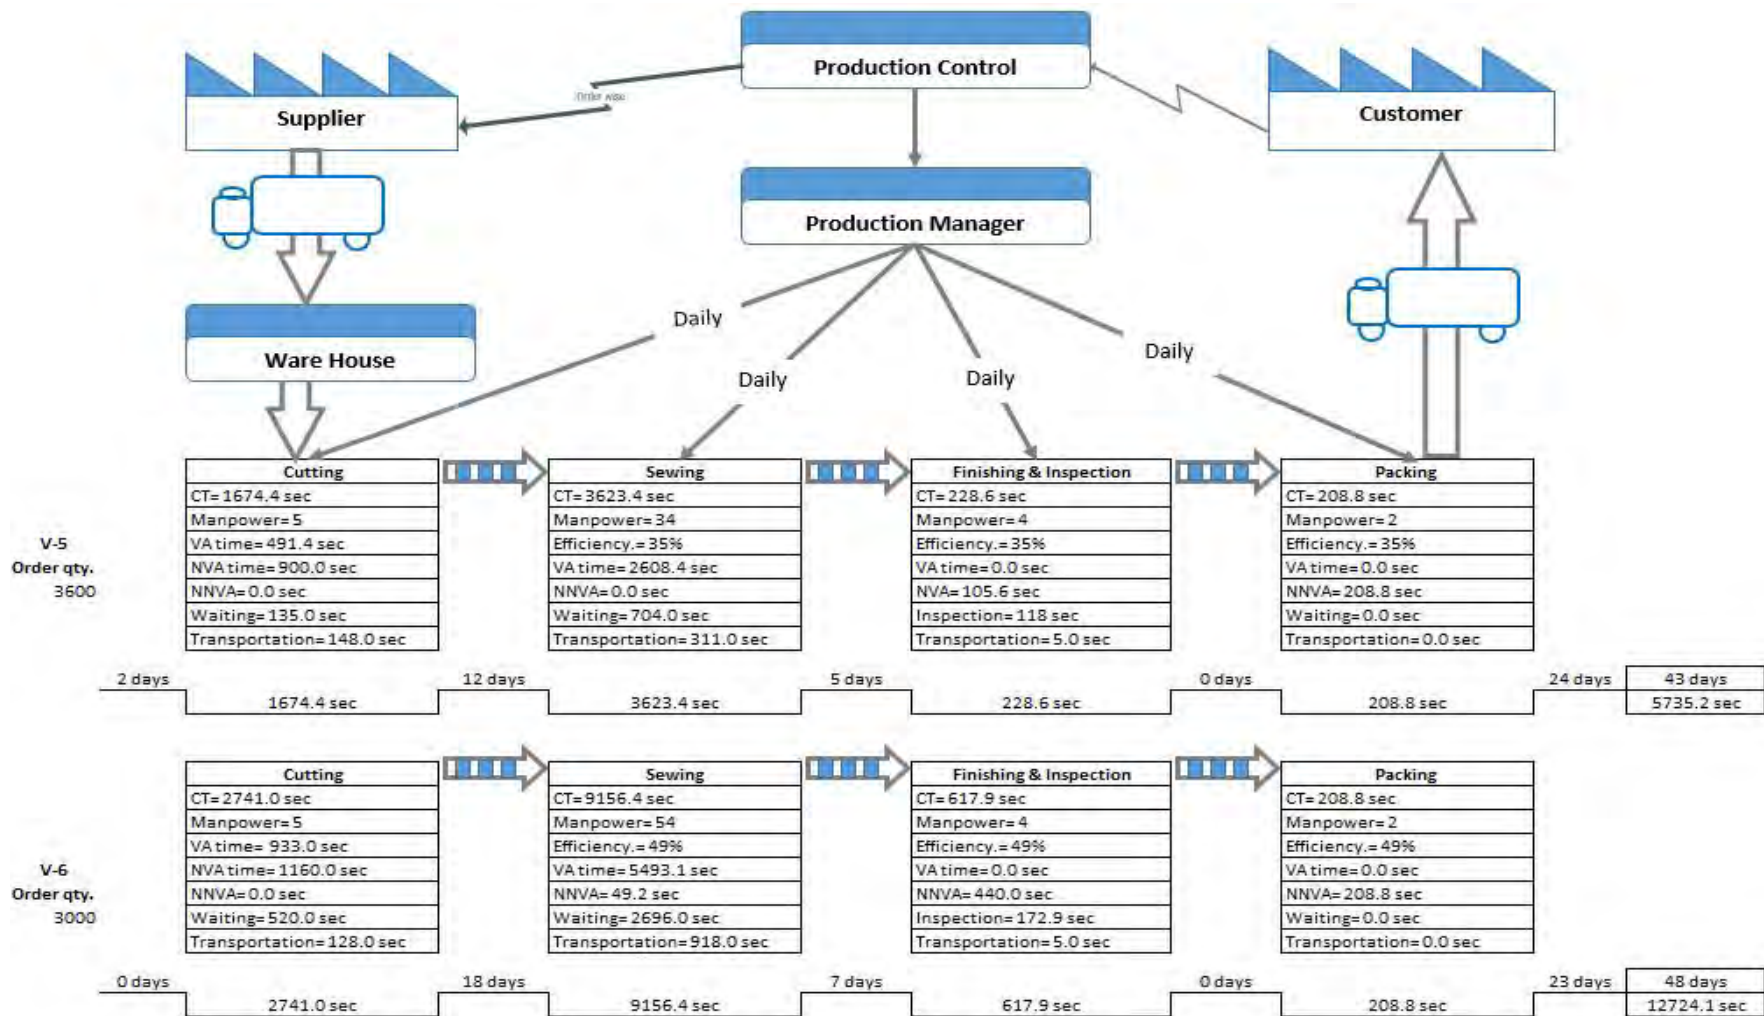 Production Control
Order wise
Supplier
Customer
Production Manager
Ware House
Daily
Daily
Daily
Daily
V-5
Order qty.
3600
Cutting
CT= 1674.4 sec
Manpower= 5
VA time= 491.4 sec
NVA time= 900.0 sec
NNVA= 0.0 sec
Waiting= 135.0 sec
Transportation= 148.0 sec
Sewing
CT= 3623.4 sec
Manpower= 34
Efficiency.= 35%
VA time= 2608.4 sec
NNVA= 0.0 sec
Waiting= 704.0 sec
Transportation= 311.0 sec
Finishing & Inspection
CT= 228.6 sec
Manpower= 4
Efficiency.= 35%
VA time= 0.0 sec
NVA= 105.6 sec
Inspection= 118 sec
Transportation= 5.0 sec
Packing
CT= 208.8 sec
Manpower= 2
Efficiency.= 35%
VA time= 0.0 sec
NNVA= 208.8 sec
Waiting= 0.0 sec
Transportation= 0.0 sec
2 days 12 days 5 days 0 days 24 days 43 days
1674.4 sec 3623.4 sec 228.6 sec 208.8 sec 5735.2 sec
V-6
Order qty.
3000
Cutting
CT= 2741.0 sec
Manpower= 5
VA time= 933.0 sec
NVA time= 1160.0 sec
NNVA= 0.0 sec
Waiting= 520.0 sec
Transportation= 128.0 sec
Sewing
CT= 9156.4 sec
Manpower= 54
Efficiency.= 49%
VA time= 5493.1 sec
NNVA= 49.2 sec
Waiting= 2696.0 sec
Transportation= 918.0 sec
Finishing & Inspection
CT= 617.9 sec
Manpower= 4
Efficiency.= 49%
VA time= 0.0 sec
NNVA= 440.0 sec
Inspection= 172.9 sec
Transportation= 5.0 sec
Packing
CT= 208.8 sec
Manpower= 2
Efficiency.= 49%
VA time= 0.0 sec
NNVA= 208.8 sec
Waiting= 0.0 sec
Transportation= 0.0 sec
0 days 18 days 7 days 0 days 23 days 48 days
2741.0 sec 9156.4 sec 617.9 sec 208.8 sec 12724.1 sec